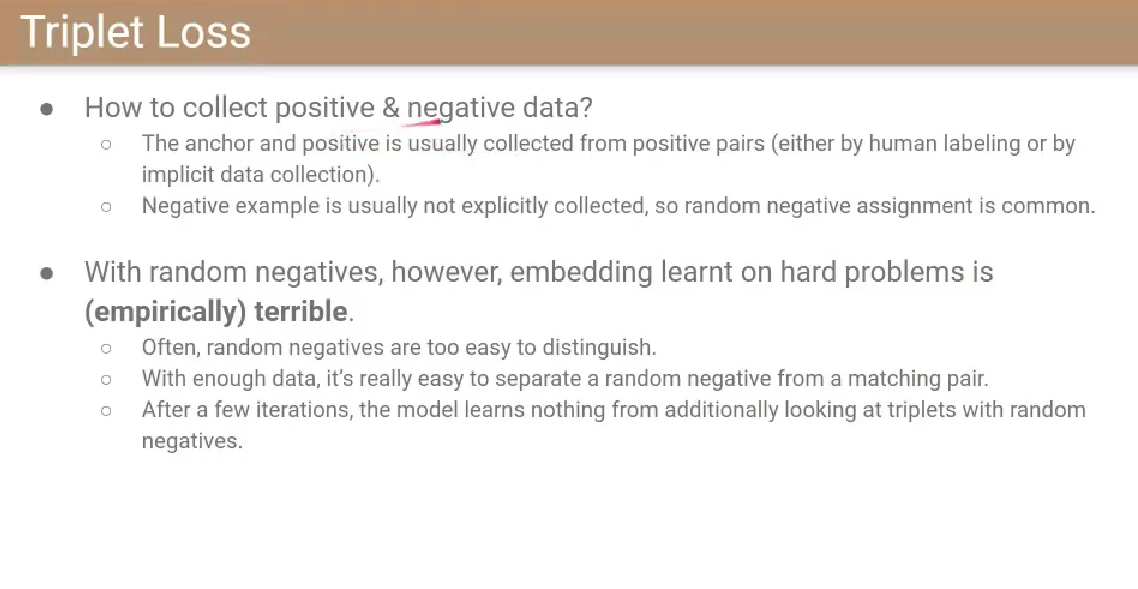 Triplet Loss
● How to collect positive & negative data?
○ The anchor and positive is usually collected from positive pairs (either by human labeling or by
implicit data collection).
○ Negative example is usually not explicitly collected, so random negative assignment is common.
● With random negatives, however, embedding learnt on hard problems is
(empirically) terrible.
○ Often, random negatives are too easy to distinguish.
○ With enough data, it's really easy to separate a random negative from a matching pair.
○ After a few iterations, the model learns nothing from additionally looking at triplets with random
negatives.